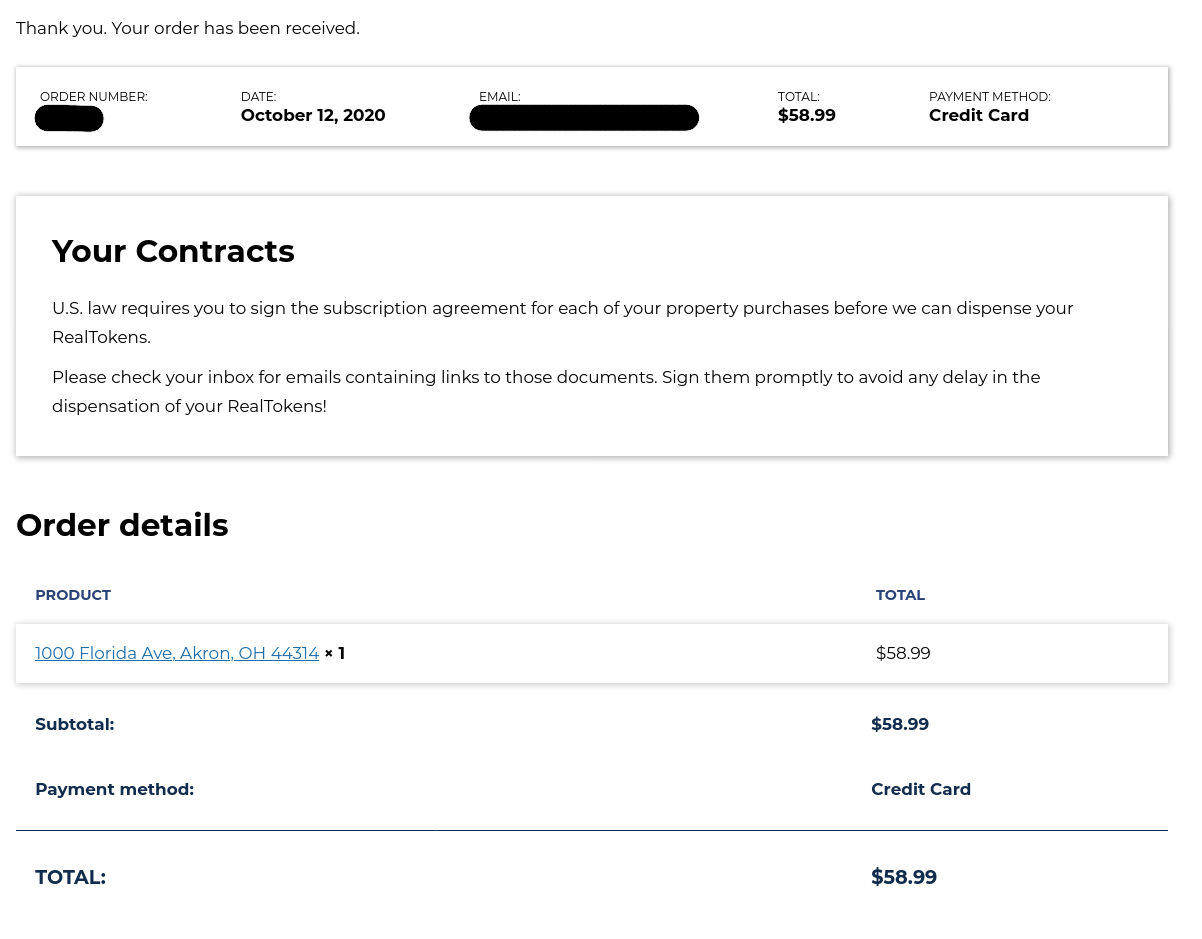 Thank you. Your order has been received.
ORDER NUMBER:
DATE:
October 12, 2020
EMAIL:
TOTAL:
$58.99
PAYMENT METHOD:
Credit Card
Your Contracts
U.S. law requires you to sign the subscription agreement for each of your property purchases before we can dispense your
RealTokens.
Please check your inbox for emails containing links to those documents. Sign them promptly to avoid any delay in the
dispensation of your RealTokens!
Order details
PRODUCT TOTAL
1000 Florida Ave, Akron, OH 44314 × 1 $58.99
Subtotal: $58.99
Payment method: Credit Card
TOTAL: $58.99